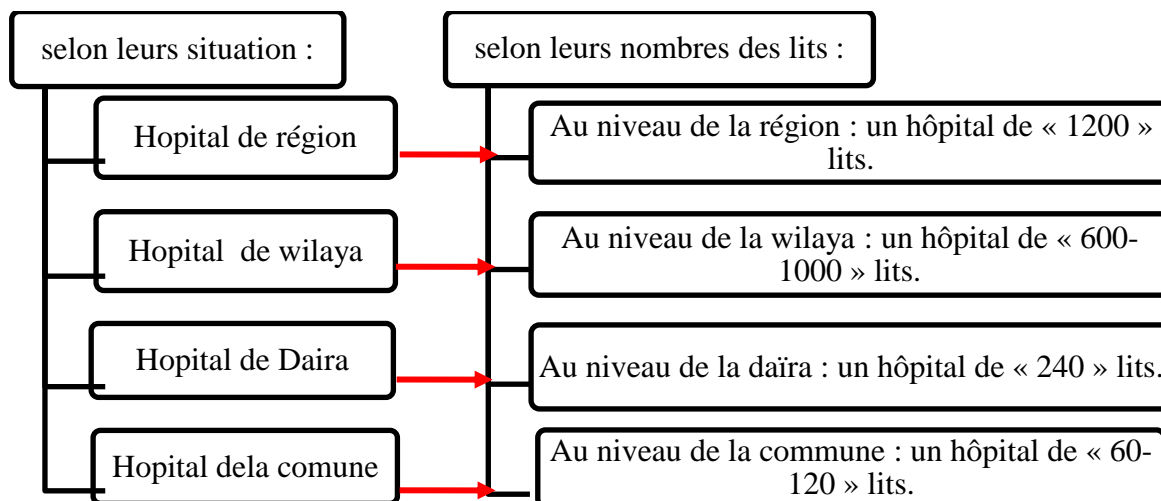 selon leurs situation :
selon leurs nombres des lits :
Hopital de région
Au niveau de la région : un hôpital de « 1200 »
lits.
Hopital de wilaya
Au niveau de la wilaya : un hôpital de « 600-
1000 » lits.
Hopital de Daira
Au niveau de la daïra : un hôpital de « 240 » lits.
Hopital dela comune
Au niveau de la commune : un hôpital de « 60-
120 » lits.